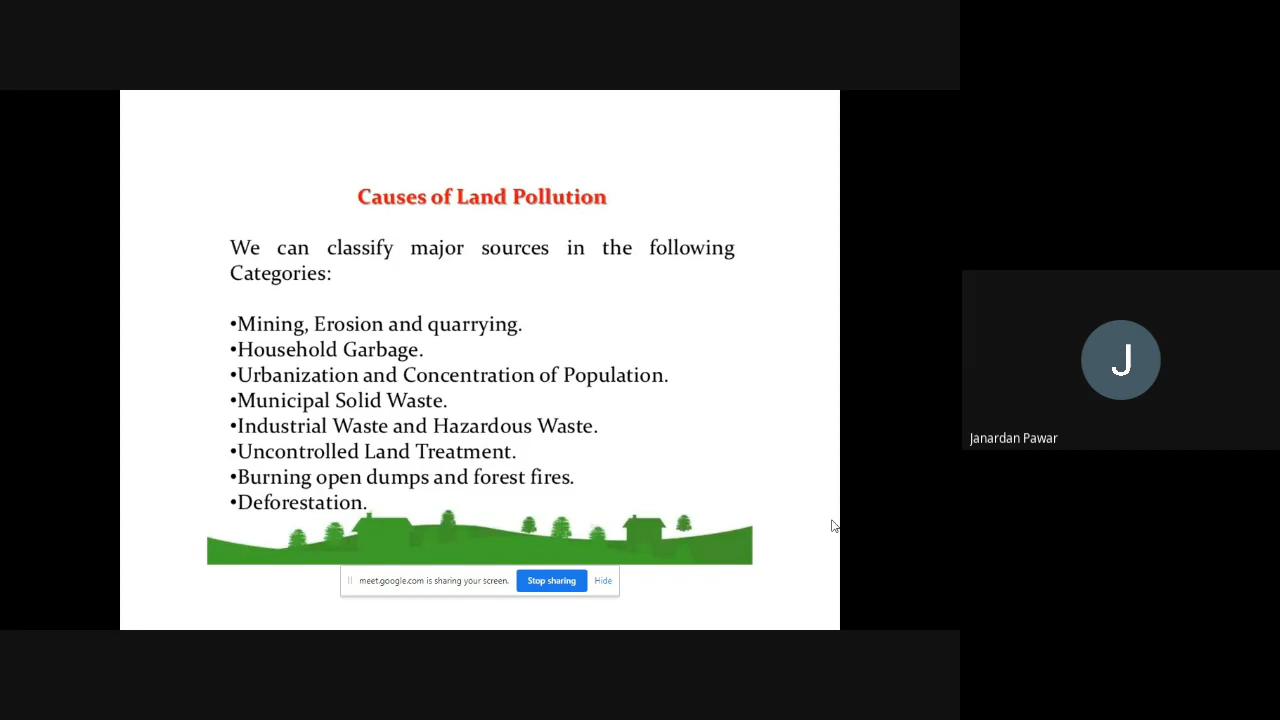 Causes of Land Pollution
We can classify major sources in the following
Categories:
•Mining, Erosion and quarrying.
•Household Garbage.
•Urbanization and Concentration of Population.
•Municipal Solid Waste.
•Industrial Waste and Hazardous Waste.
•Uncontrolled Land Treatment.
•Burning open dumps and forest fires.
•Deforestation.
meet.google.com is sharing your screen. Stop sharing Hide
J
Janardan Pawar